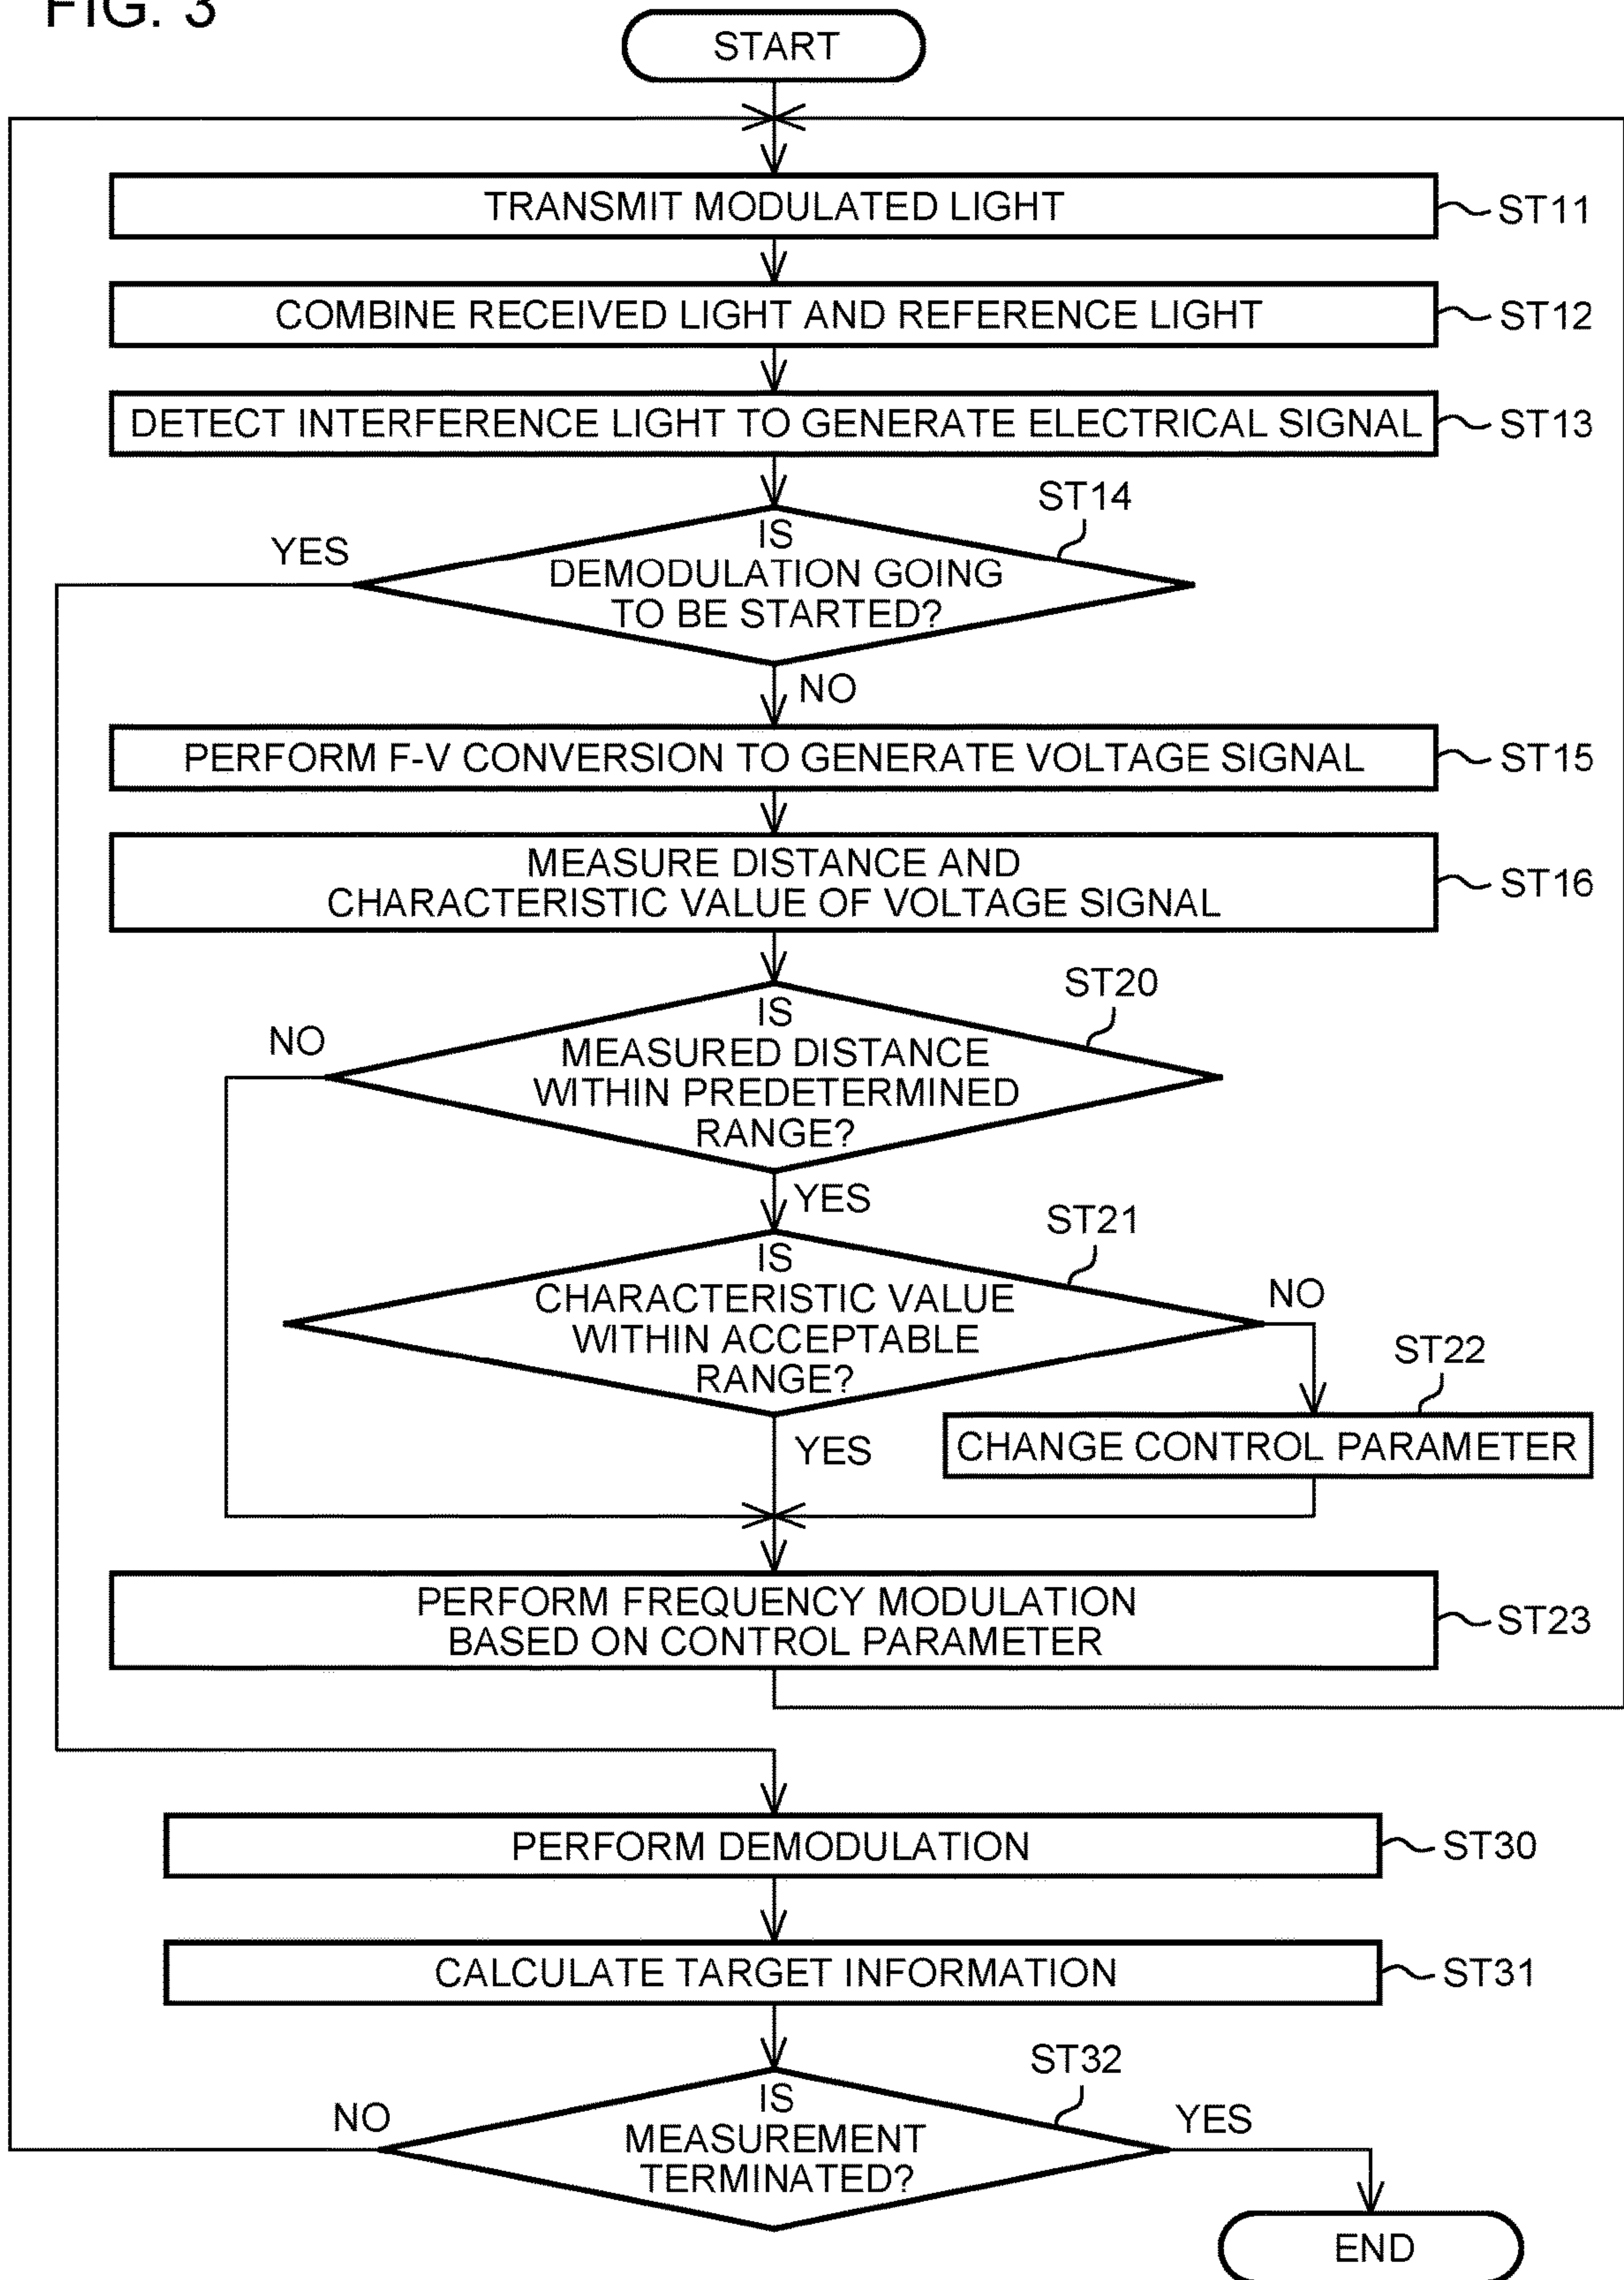 FIG. 3
START
TRANSMIT MODULATED LIGHT
ST11
COMBINE RECEIVED LIGHT AND REFERENCE LIGHT
ST12
DETECT INTERFERENCE LIGHT TO GENERATE ELECTRICAL SIGNAL
ST13
ST14
YES
IS
DEMODULATION GOING
TO BE STARTED?
NO
PERFORM F-V CONVERSION TO GENERATE VOLTAGE SIGNAL
ST15
MEASURE DISTANCE AND
CHARACTERISTIC VALUE OF VOLTAGE SIGNAL
ST16
ST20
NO
IS
MEASURED DISTANCE
WITHIN PREDETERMINED
RANGE?
YES
ST21
IS
CHARACTERISTIC VALUE
WITHIN ACCEPTABLE
RANGE?
NO
ST22
YES
CHANGE CONTROL PARAMETER
PERFORM FREQUENCY MODULATION
BASED ON CONTROL PARAMETER
ST23
PERFORM DEMODULATION
ST30
CALCULATE TARGET INFORMATION
ST31
ST32
NO
IS
MEASUREMENT
TERMINATED?
YES
END